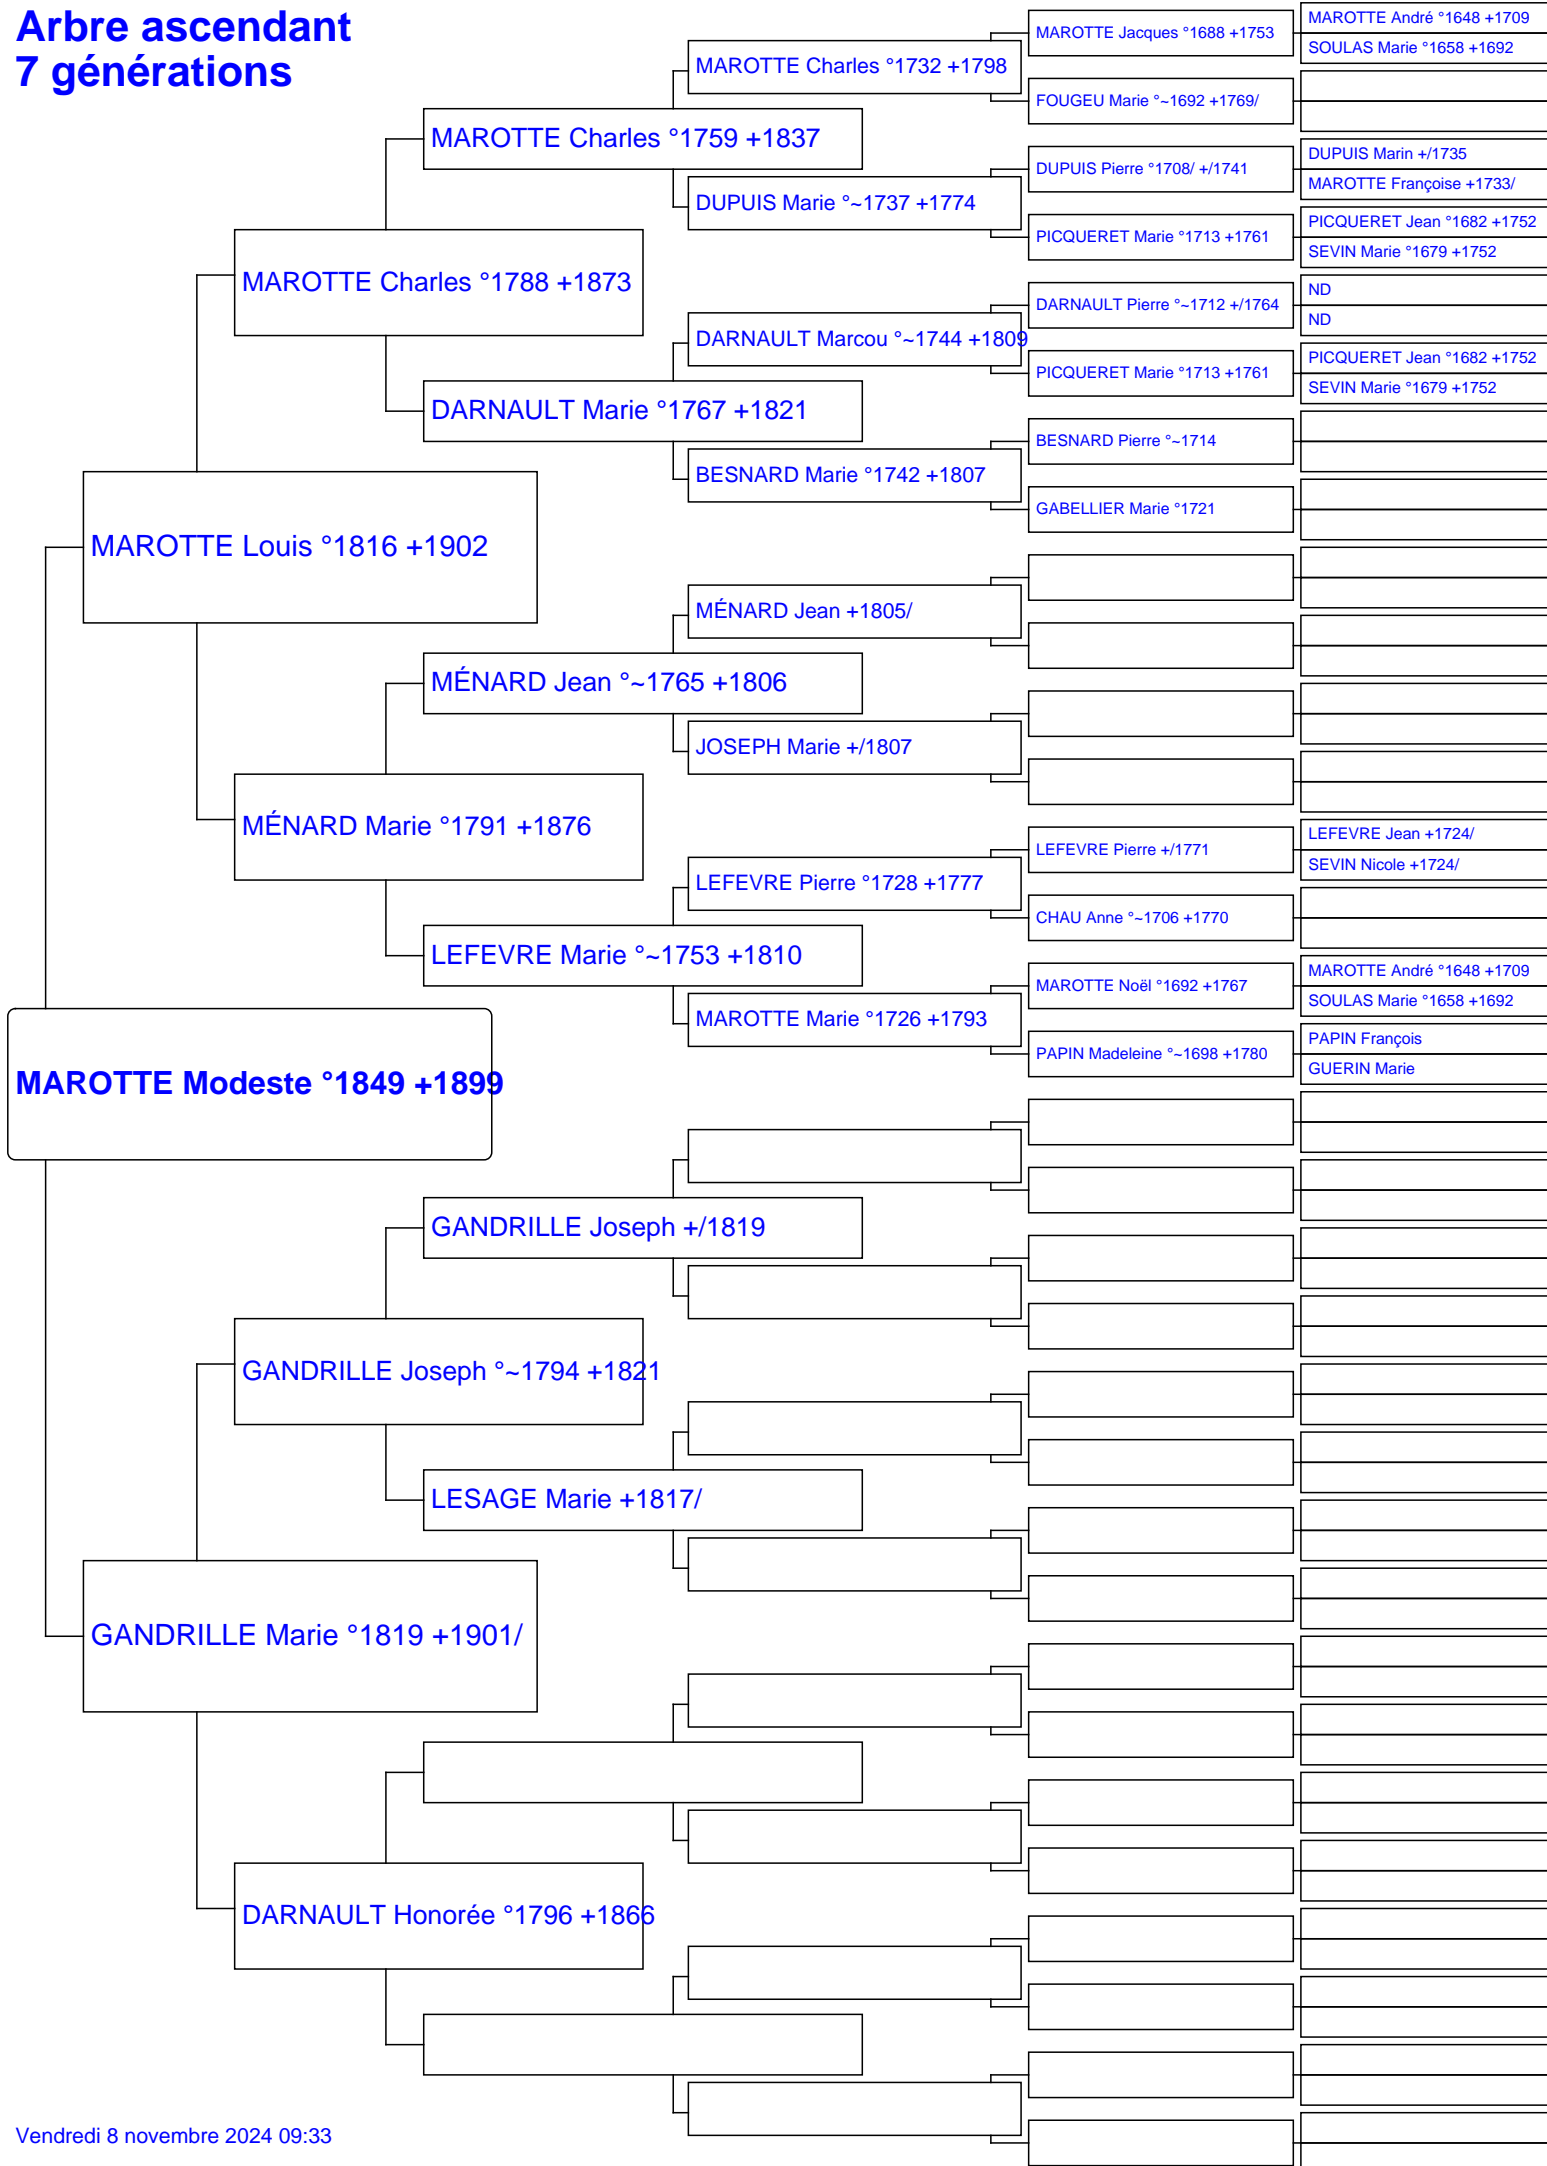 Arbre ascendant
7 générations
MAROTTE Modeste °1849 +1899
MAROTTE Louis °1816 +1902
GANDRILLE Marie °1819 +1901/
MAROTTE Charles °1788 +1873
MÉNARD Marie °1791 +1876
GANDRILLE Joseph °~1794 +1821
DARNAULT Honorée °1796 +1866
MAROTTE Charles °1759 +1837
DARNAULT Marie °1767 +1821
MÉNARD Jean °~1765 +1806
LEFEVRE Marie °~1753 +1810
GANDRILLE Joseph +/1819
LESAGE Marie +1817/
MAROTTE Charles °1732 +1798
DUPUIS Marie °~1737 +1774
DARNAULT Marcou °~1744 +1809
BESNARD Marie °1742 +1807
MÉNARD Jean +1805/
JOSEPH Marie +/1807
LEFEVRE Pierre °1728 +1777
MAROTTE Marie °1726 +1793
MAROTTE Jacques °1688 +1753
FOUGEU Marie °~1692 +1769/
DUPUIS Pierre °1708/ +/1741
PICQUERET Marie °1713 +1761
DARNAULT Pierre °~1712 +/1764
PICQUERET Marie °1713 +1761
BESNARD Pierre °~1714
GABELLIER Marie °1721
LEFEVRE Pierre +/1771
CHAU Anne °~1706 +1770
MAROTTE Noël °1692 +1767
PAPIN Madeleine °~1698 +1780
MAROTTE André °1648 +1709
SOULAS Marie °1658 +1692
DUPUIS Marin +/1735
MAROTTE Françoise +1733/
PICQUERET Jean °1682 +1752
SEVIN Marie °1679 +1752
ND
ND
PICQUERET Jean °1682 +1752
SEVIN Marie °1679 +1752
LEFEVRE Jean +1724/
SEVIN Nicole +1724/
MAROTTE André °1648 +1709
SOULAS Marie °1658 +1692
PAPIN François
GUERIN Marie
Vendredi 8 novembre 2024 09:33